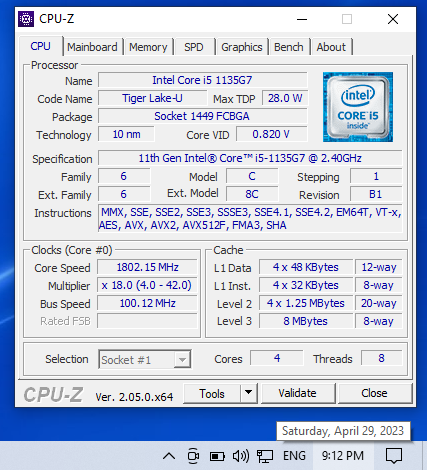 CPU-Z
CPU Mainboard Memory SPD Graphics Bench About
Processor
Name Intel Core i5 1135G7
Code Name Tiger Lake-U Max TDP 28.0 W
Package Socket 1449 FCBGA
Technology 10 nm Core VID 0.820 V
intel
CORE i5
inside™
Specification 11th Gen Intel® Core™ i5-1135G7 @ 2.40GHz
Family 6 Model C Stepping 1
Ext. Family 6 Ext. Model 8C Revision B1
Instructions MMX, SSE, SSE2, SSE3, SSSE3, SSE4.1, SSE4.2, EM64T, VT-x,
AES, AVX, AVX2, AVX512F, FMA3, SHA
Clocks (Core #0)
Core Speed 1802.15 MHz
Multiplier x 18.0 (4.0 - 42.0)
Bus Speed 100.12 MHz
Rated FSB
Cache
L1 Data 4 x 48 KBytes 12-way
L1 Inst. 4 x 32 KBytes 8-way
Level 2 4 x 1.25 MBytes 20-way
Level 3 8 MBytes 8-way
Selection Socket #1 Cores 4 Threads 8
CPU-Z Ver. 2.05.0.x64 Tools Validate Close
Saturday, April 29, 2023
EN 9:12 PM